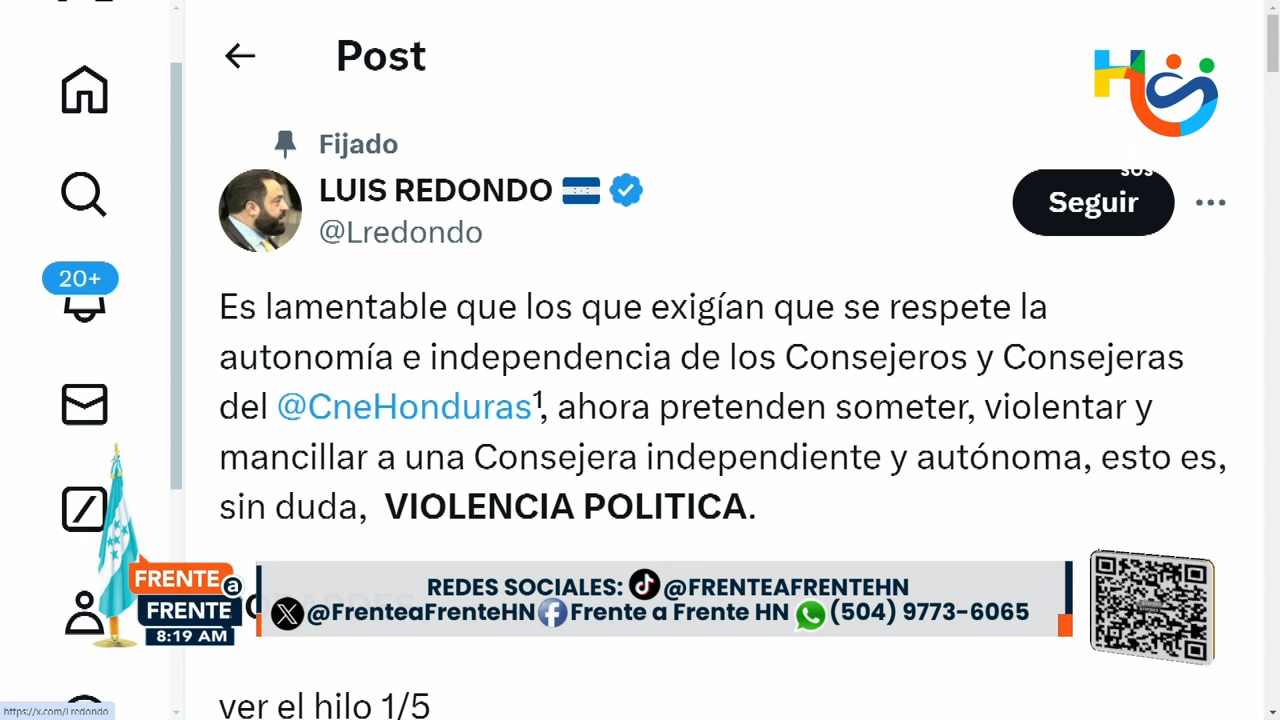 Post
Fijado
LUIS REDONDO
@Lredondo
sos
Seguir
20+
Es lamentable que los que exigían que se respete la
autonomía e independencia de los Consejeros y Consejeras
del @CneHonduras¹, ahora pretenden someter, violentar y
mancillar a una Consejera independiente y autónoma, esto es,
sin duda, VIOLENCIA POLITICA.
FRENTE a
FRENTE
8:19 AM
REDES SOCIALES: @FRENTEAFRENTEHN
@FrenteaFrenteHN Frente a Frente HN (504) 9773-6065
ver el hilo 1/5
https://x.com/Lredondo